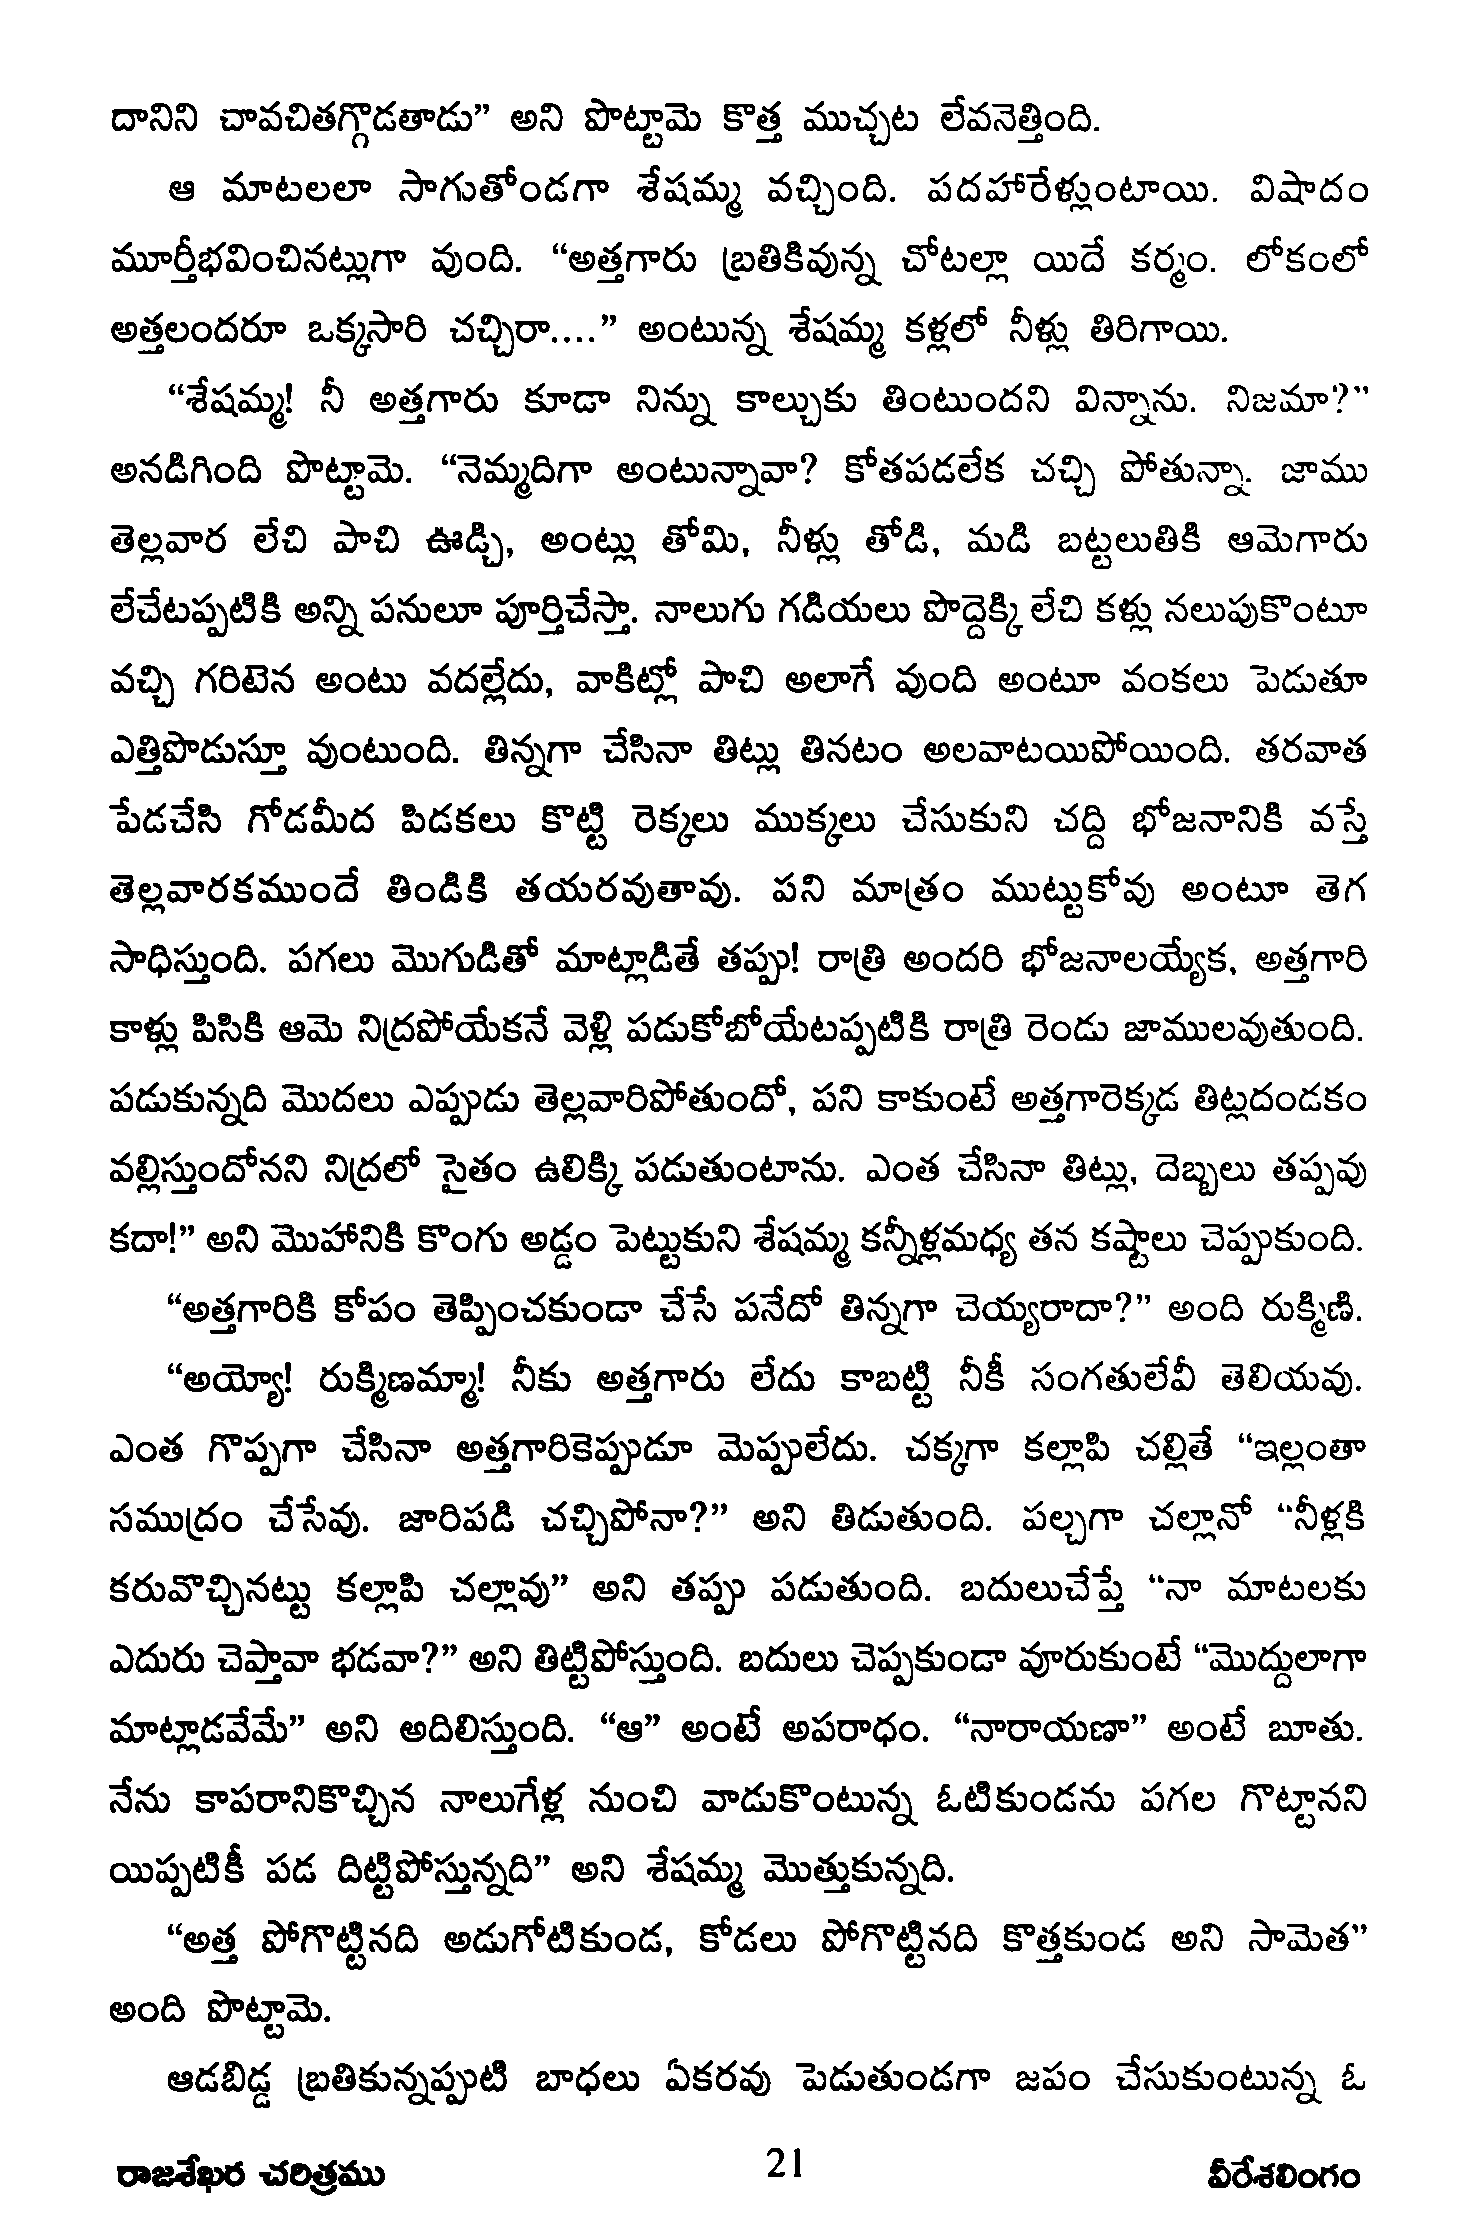 దానిని చావచితగ్గొడతాడు” అని పొట్టామె కొత్త ముచ్చట లేవనెత్తింది.
ఆ మాటలలా సాగుతోండగా శేషమ్మ వచ్చింది. పదహారేళ్లుంటాయి. విషాదం
మూర్తీభవించినట్లుగా వుంది. “అత్తగారు బ్రతికివున్న చోటల్లా యిదే కర్మం. లోకంలో
అత్తలందరూ ఒక్కసారి చచ్చిరా....” అంటున్న శేషమ్మ కళ్లలో నీళ్లు తిరిగాయి.
“శేషమ్మ! నీ అత్తగారు కూడా నిన్ను కాల్చుకు తింటుందని విన్నాను. నిజమా?”
అనడిగింది పొట్టామె. “నెమ్మదిగా అంటున్నావా? కోతపడలేక చచ్చి పోతున్నా. జాము
తెల్లవార లేచి పాచి ఊడ్చి, అంట్లు తోమి, నీళ్లు తోడి, మడి బట్టలుతికి ఆమెగారు
లేచేటప్పటికి అన్ని పనులూ పూర్తిచేస్తా. నాలుగు గడియలు పొద్దెక్కి లేచి కళ్లు నలుపుకొంటూ
వచ్చి గరిటెన అంటు వదల్లేదు, వాకిట్లో పాచి అలాగే వుంది అంటూ వంకలు పెడుతూ
ఎత్తిపొడుస్తూ వుంటుంది. తిన్నగా చేసినా తిట్లు తినటం అలవాటయిపోయింది. తరవాత
పేడచేసి గోడమీద పిడకలు కొట్టి రెక్కలు ముక్కలు చేసుకుని చద్ది భోజనానికి వస్తే
తెల్లవారకముందే తిండికి తయరవుతావు. పని మాత్రం ముట్టుకోవు అంటూ తెగ
సాధిస్తుంది. పగలు మొగుడితో మాట్లాడితే తప్పు! రాత్రి అందరి భోజనాలయ్యేక, అత్తగారి
కాళ్లు పిసికి ఆమె నిద్రపోయేకనే వెళ్లి పడుకోబోయేటప్పటికి రాత్రి రెండు జాములవుతుంది.
పడుకున్నది మొదలు ఎప్పుడు తెల్లవారిపోతుందో, పని కాకుంటే అత్తగారెక్కడ తిట్లదండకం
వల్లిస్తుందోనని నిద్రలో సైతం ఉలిక్కి పడుతుంటాను. ఎంత చేసినా తిట్లు, దెబ్బలు తప్పవు
కదా!” అని మొహానికి కొంగు అడ్డం పెట్టుకుని శేషమ్మ కన్నీళ్లమధ్య తన కష్టాలు చెప్పుకుంది.
“అత్తగారికి కోపం తెప్పించకుండా చేసే పనేదో తిన్నగా చెయ్యరాదా?” అంది రుక్మిణి.
“అయ్యో! రుక్మిణమ్మా! నీకు అత్తగారు లేదు కాబట్టి నీకీ సంగతులేవీ తెలియవు.
ఎంత గొప్పగా చేసినా అత్తగారికెప్పుడూ మెప్పులేదు. చక్కగా కల్లాపి చల్లితే “ఇల్లంతా
సముద్రం చేసేవు. జారిపడి చచ్చిపోనా?” అని తిడుతుంది. పల్చగా చల్లానో “నీళ్లకి
కరువొచ్చినట్టు కల్లాపి చల్లావు” అని తప్పు పడుతుంది. బదులుచేప్తే “నా మాటలకు
ఎదురు చెప్తావా భడవా?” అని తిట్టిపోస్తుంది. బదులు చెప్పకుండా వూరుకుంటే “మొద్దులాగా
మాట్లాడవేమే” అని అదిలిస్తుంది. “ఆ” అంటే అపరాధం. “నారాయణా” అంటే బూతు.
నేను కాపరానికొచ్చిన నాలుగేళ్ల నుంచి వాడుకొంటున్న ఓటికుండను పగల గొట్టానని
యిప్పటికీ పడ దిట్టిపోస్తున్నది” అని శేషమ్మ మొత్తుకున్నది.
“అత్త పోగొట్టినది అడుగోటికుండ, కోడలు పోగొట్టినది కొత్తకుండ అని సామెత”
అంది పొట్టామె.
ఆడబిడ్డ బ్రతికున్నప్పుటి బాధలు ఏకరవు పెడుతుండగా జపం చేసుకుంటున్న ఓ
రాజశేఖర చరిత్రము 21 వీరేశలింగం